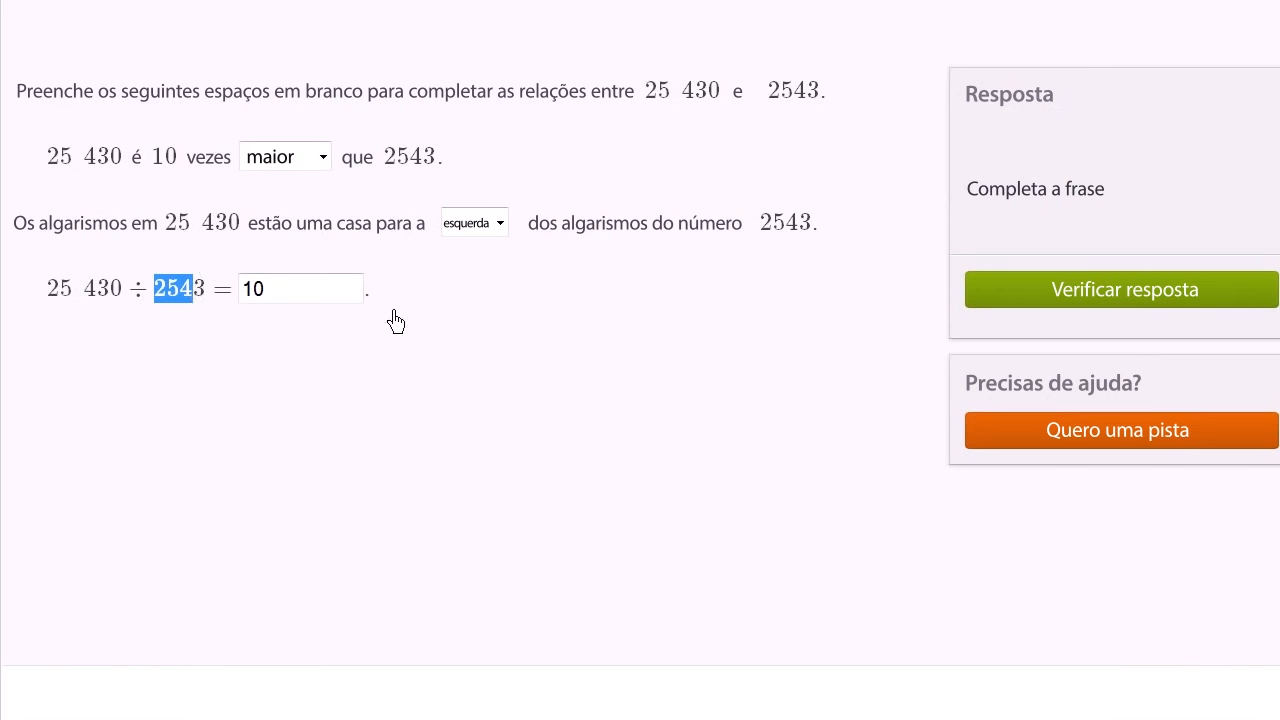 Preenche os seguintes espaços em branco para completar as relações entre 25 430 e 2543.
25 430 é 10 vezes maior que 2543.
Os algarismos em 25 430 estão uma casa para a esquerda dos algarismos do número 2543.
25 430 ÷ 2543 = 10.
Resposta
Completa a frase
Verificar resposta
Precisas de ajuda?
Quero uma pista